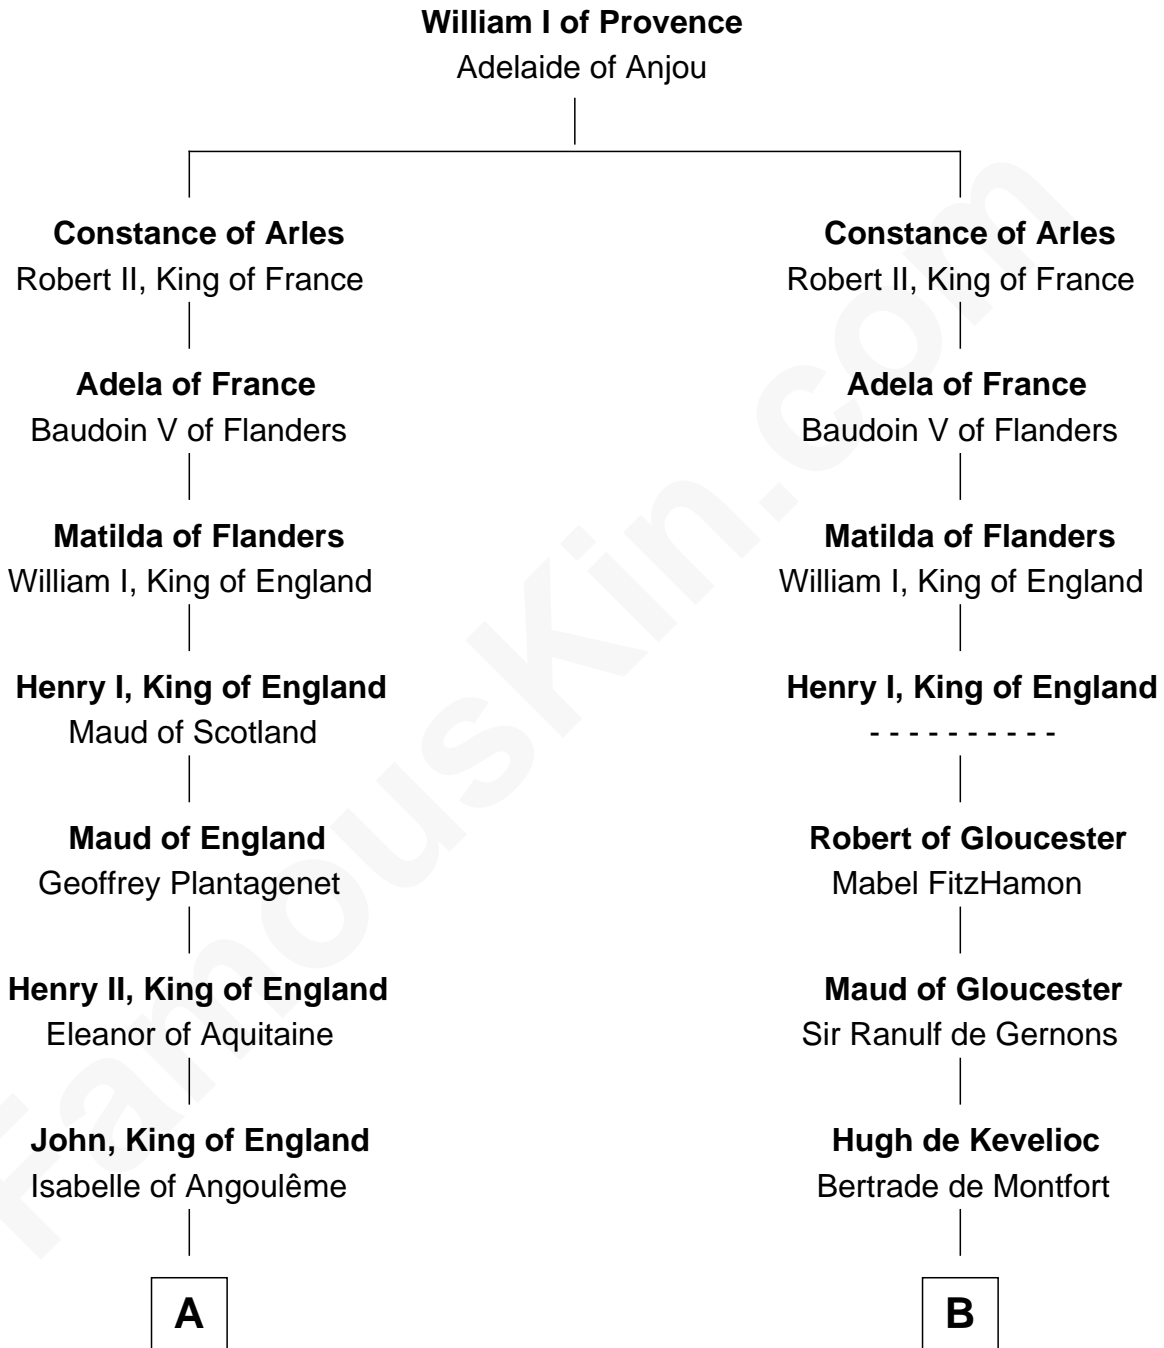 William I of Provence
Adelaide of Anjou
Constance of Arles
Robert II, King of France
Adela of France
Baudoin V of Flanders
Matilda of Flanders
William I, King of England
Henry I, King of England
Maud of Scotland
Maud of England
Geoffrey Plantagenet
Henry II, King of England
Eleanor of Aquitaine
John, King of England
Isabelle of Angoulême
A
Constance of Arles
Robert II, King of France
Adela of France
Baudoin V of Flanders
Matilda of Flanders
William I, King of England
Henry I, King of England
- - - - - - - - - -
Robert of Gloucester
Mabel FitzHamon
Maud of Gloucester
Sir Ranulf de Gernons
Hugh de Kevelioc
Bertrade de Montfort
B
FamousKin.com